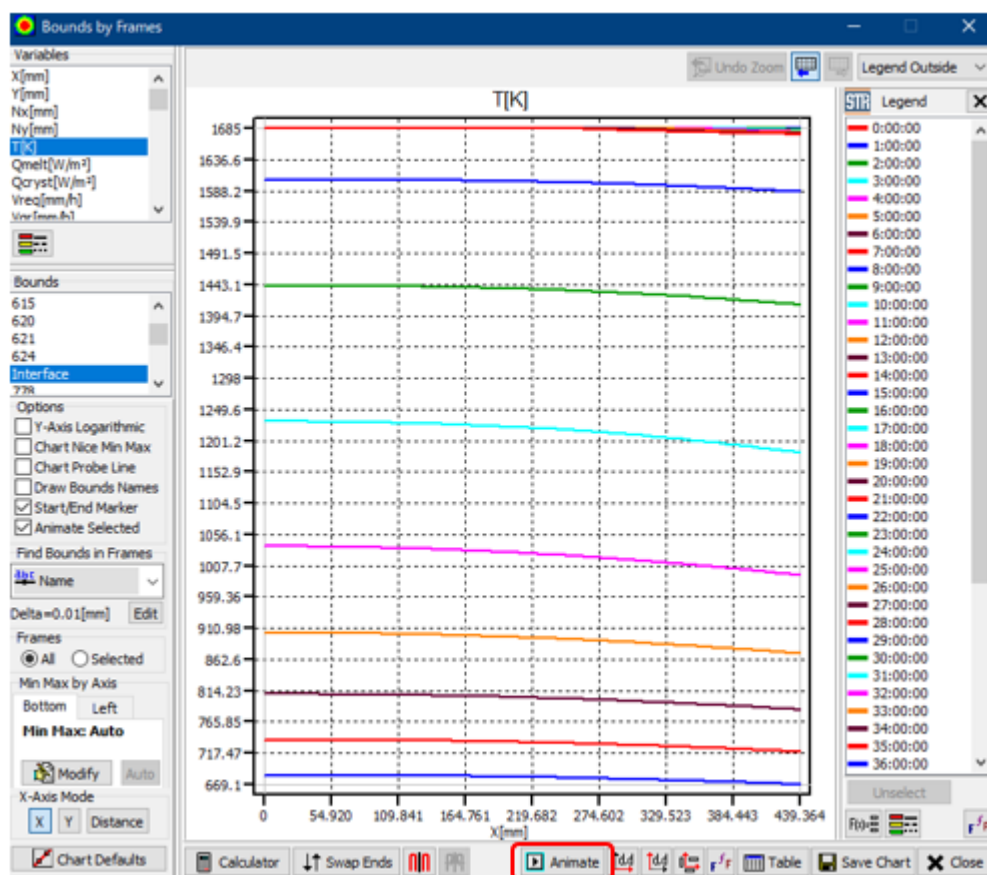 Bounds by Frames
Variables
X[mm]
Y[mm]
Nx[mm]
Ny[mm]
T[K]
Qmelt[W/m²]
Qcryst[W/m²]
Vreq[mm/h]
Bounds
615
620
621
624
Interface
778
Options
Y-Axis Logarithmic
Chart Nice Min Max
Chart Probe Line
Draw Bounds Names
Start/End Marker
Animate Selected
Find Bounds in Frames
Abc Name
Delta=0.01[mm] Edit
Frames
All Selected
Min Max by Axis
Bottom Left
Min Max: Auto
Modify Auto
X-Axis Mode
X Y Distance
Chart Defaults
Undo Zoom Legend Outside
T[K]
1685
1636.6
1588.2
1539.9
1491.5
1443.1
1394.7
1346.4
1298
1249.6
1201.2
1152.9
1104.5
1056.1
1007.7
959.36
910.98
862.6
814.23
765.85
717.47
669.1
0 54.920 109.841 164.751 219.682 274.602 329.523 384.443 439.364
X[mm]
STR Legend
0:00:00
1:00:00
2:00:00
3:00:00
4:00:00
5:00:00
6:00:00
7:00:00
8:00:00
9:00:00
10:00:00
11:00:00
12:00:00
13:00:00
14:00:00
15:00:00
16:00:00
17:00:00
18:00:00
19:00:00
20:00:00
21:00:00
22:00:00
23:00:00
24:00:00
25:00:00
26:00:00
27:00:00
28:00:00
29:00:00
30:00:00
31:00:00
32:00:00
33:00:00
34:00:00
35:00:00
36:00:00
Unselect
Calculator Swap Ends Animate Table Save Chart Close